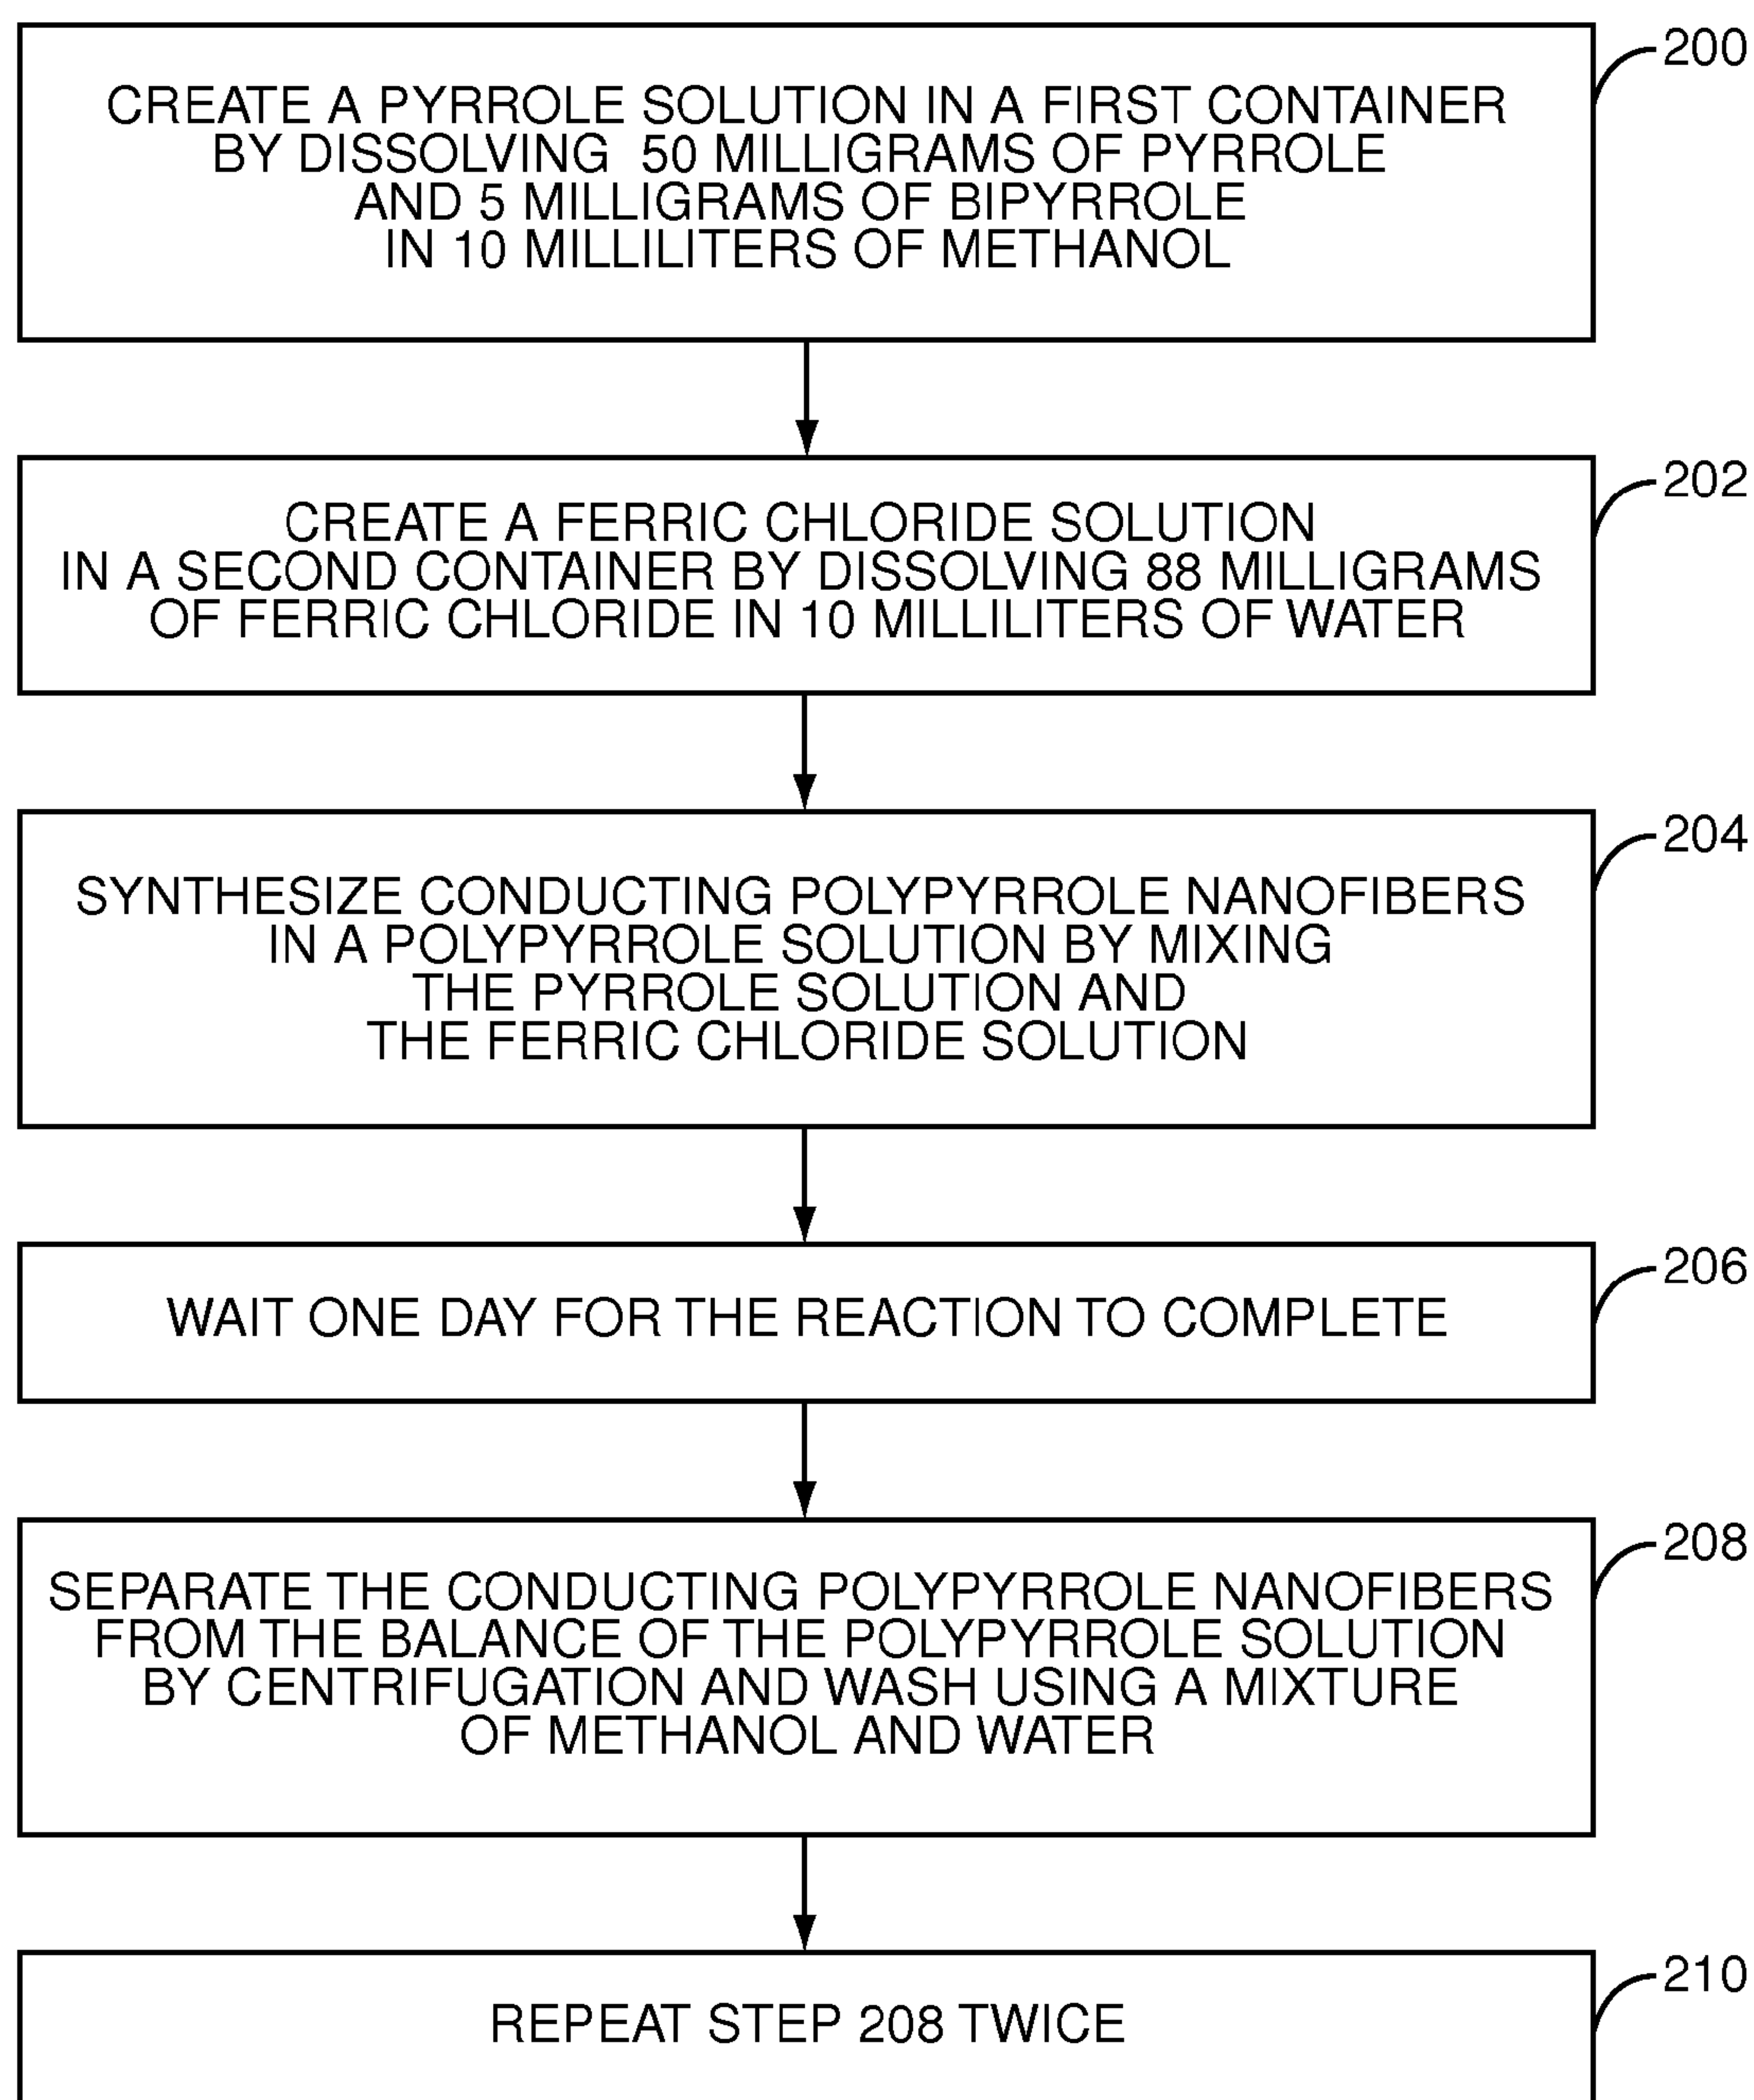 200
CREATE A PYRROLE SOLUTION IN A FIRST CONTAINER
BY DISSOLVING 50 MILLIGRAMS OF PYRROLE
AND 5 MILLIGRAMS OF BIPYRROLE
IN 10 MILLILITERS OF METHANOL
202
CREATE A FERRIC CHLORIDE SOLUTION
IN A SECOND CONTAINER BY DISSOLVING 88 MILLIGRAMS
OF FERRIC CHLORIDE IN 10 MILLILITERS OF WATER
204
SYNTHESIZE CONDUCTING POLYPYRROLE NANOFIBERS
IN A POLYPYRROLE SOLUTION BY MIXING
THE PYRROLE SOLUTION AND
THE FERRIC CHLORIDE SOLUTION
206
WAIT ONE DAY FOR THE REACTION TO COMPLETE
208
SEPARATE THE CONDUCTING POLYPYRROLE NANOFIBERS
FROM THE BALANCE OF THE POLYPYRROLE SOLUTION
BY CENTRIFUGATION AND WASH USING A MIXTURE
OF METHANOL AND WATER
210
REPEAT STEP 208 TWICE